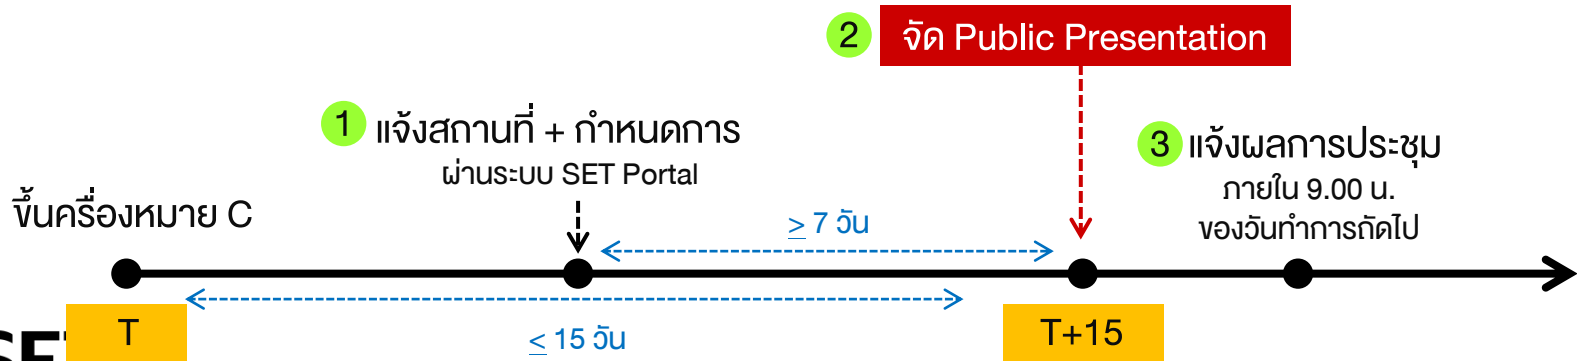 2 จัด Public Presentation
1 แจ้งสถานที่ + กำหนดการ
ผ่านระบบ SET Portal
3 แจ้งผลการประชุม
ภายใน 9.00 น.
ของวันทำการถัดไป
ขึ้นครื่องหมาย C
≥ 7 วัน
T
≤ 15 วัน
T+15
SET